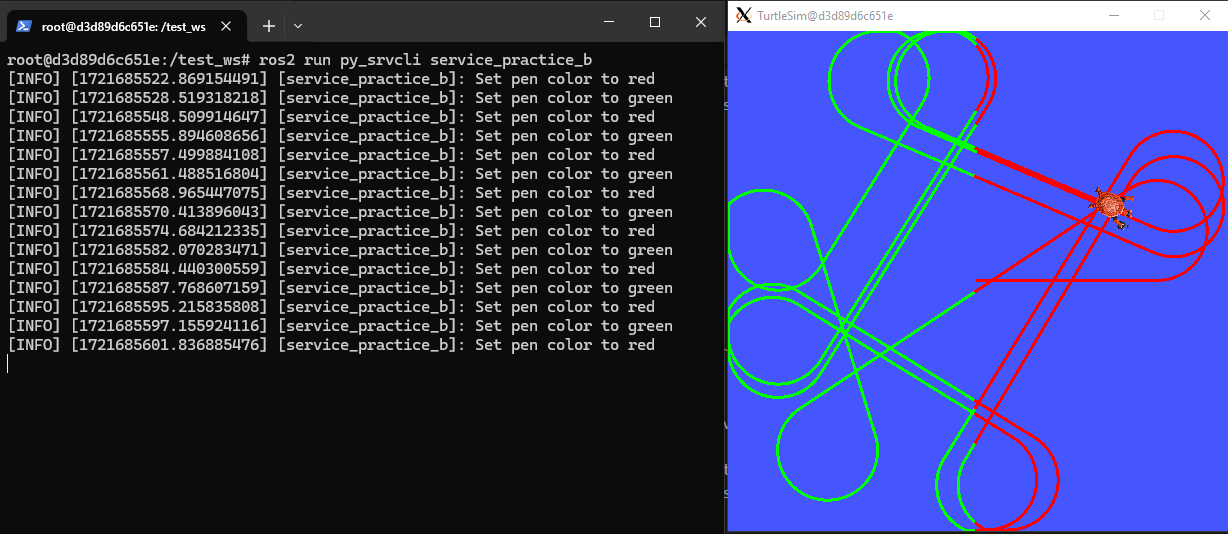 root@d3d89d6c651e: /test_ws
root@d3d89d6c651e:/test_ws# ros2 run py_srvcli service_practice_b
[INFO] [1721685522.869154491] [service_practice_b]: Set pen color to red
[INFO] [1721685528.519318218] [service_practice_b]: Set pen color to green
[INFO] [1721685548.509914647] [service_practice_b]: Set pen color to red
[INFO] [1721685555.894608656] [service_practice_b]: Set pen color to green
[INFO] [1721685557.499884108] [service_practice_b]: Set pen color to red
[INFO] [1721685561.488516804] [service_practice_b]: Set pen color to green
[INFO] [1721685568.965447075] [service_practice_b]: Set pen color to red
[INFO] [1721685570.413896043] [service_practice_b]: Set pen color to green
[INFO] [1721685574.684212335] [service_practice_b]: Set pen color to red
[INFO] [1721685582.070283471] [service_practice_b]: Set pen color to green
[INFO] [1721685584.440300559] [service_practice_b]: Set pen color to red
[INFO] [1721685587.768607159] [service_practice_b]: Set pen color to green
[INFO] [1721685595.215835808] [service_practice_b]: Set pen color to red
[INFO] [1721685597.155924116] [service_practice_b]: Set pen color to green
[INFO] [1721685601.836885476] [service_practice_b]: Set pen color to red
TurtleSim@d3d89d6c651e